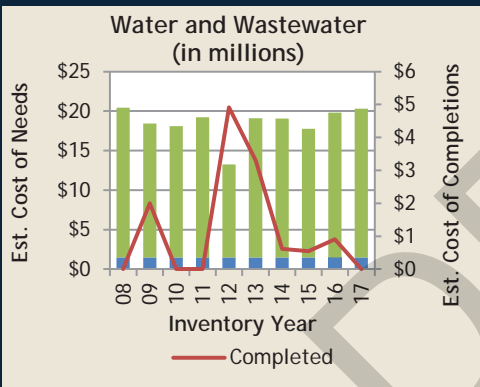 Water and Wastewater
(in millions)
Est. Cost of Needs
$25
$20
$15
$10
$5
$0
$6
$5
$4
$3
$2
$1
$0
Est. Cost of Completions
08 09 10 11 12 13 14 15 16 17
Inventory Year
Completed